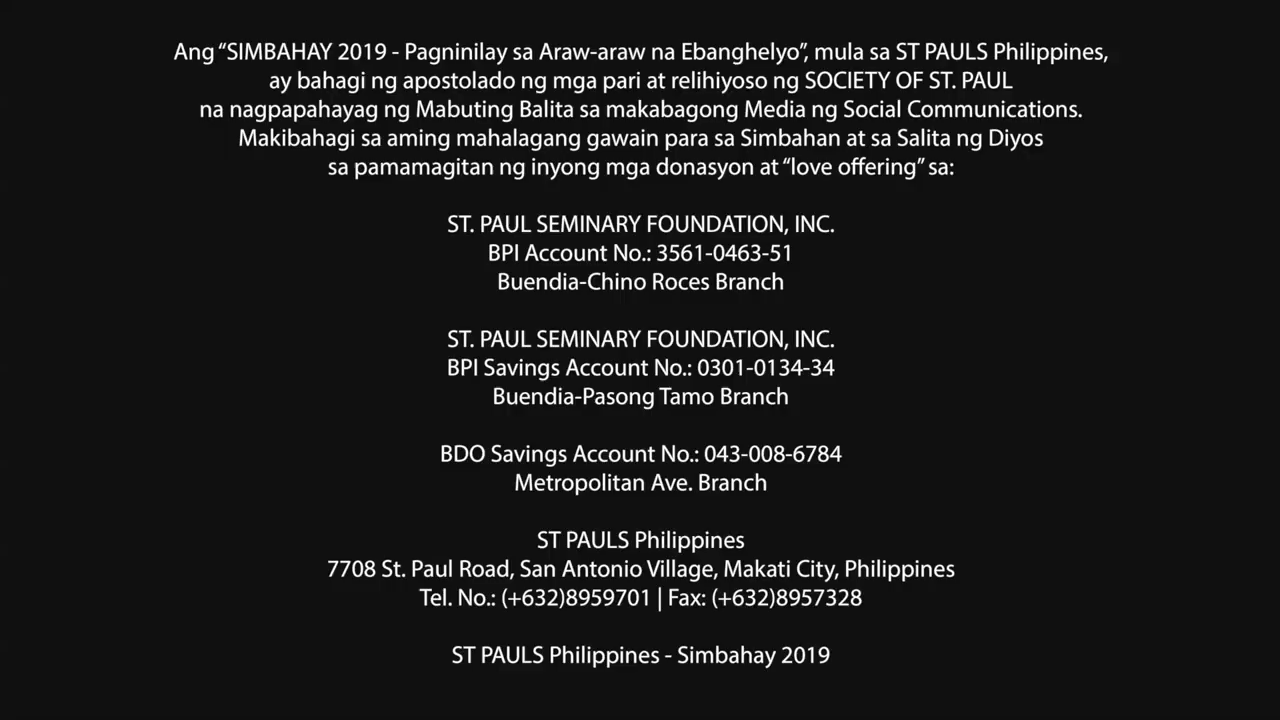 Ang “SIMBAHAY 2019 - Pagninilay sa Araw-araw na Ebanghelyo”, mula sa ST PAULS Philippines,
ay bahagi ng apostolado ng mga pari at relihiyoso ng SOCIETY OF ST. PAUL
na nagpapahayag ng Mabuting Balita sa makabagong Media ng Social Communications.
Makibahagi sa aming mahalagang gawain para sa Simbahan at sa Salita ng Diyos
sa pamamagitan ng inyong mga donasyon at “love offering” sa:
ST. PAUL SEMINARY FOUNDATION, INC.
BPI Account No.: 3561-0463-51
Buendia-Chino Roces Branch
ST. PAUL SEMINARY FOUNDATION, INC.
BPI Savings Account No.: 0301-0134-34
Buendia-Pasong Tamo Branch
BDO Savings Account No.: 043-008-6784
Metropolitan Ave. Branch
ST PAULS Philippines
7708 St. Paul Road, San Antonio Village, Makati City, Philippines
Tel. No.: (+632)8959701 | Fax: (+632)8957328
ST PAULS Philippines - Simbahay 2019